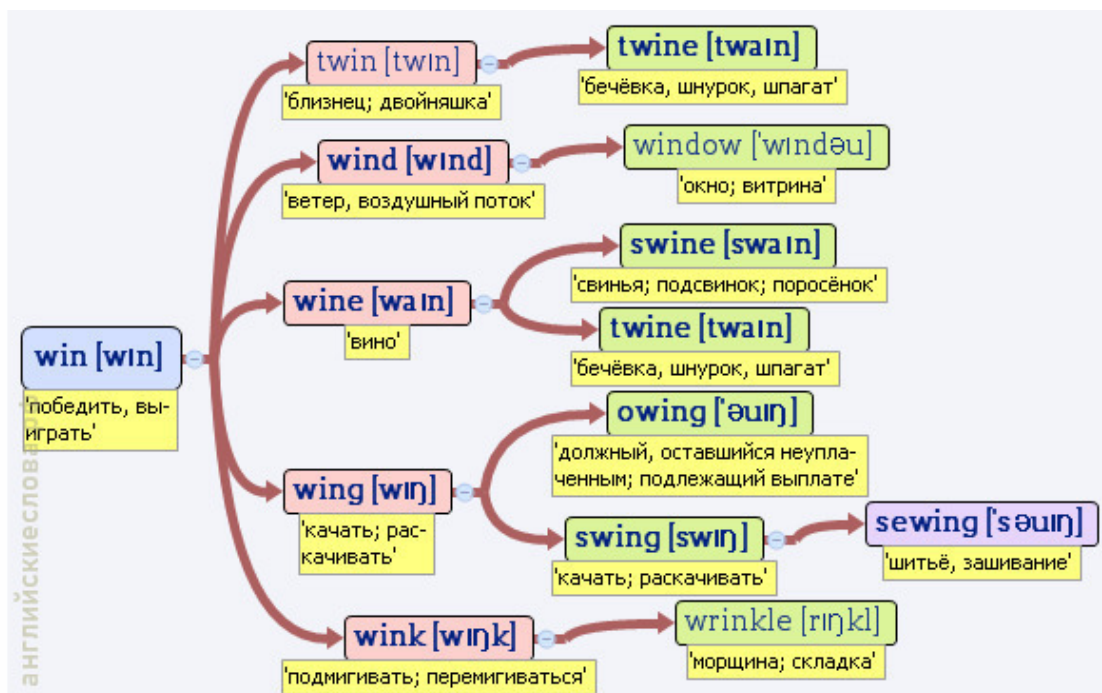 twin [twɪn]
'близнец; двойняшка'
twine [twaɪn]
'бечёвка, шнурок, шпагат'
wind [wɪnd]
'ветер, воздушный поток'
window ['wɪndəu]
'окно; витрина'
wine [waɪn]
'вино'
swine [swaɪn]
'свинья; подсвинок; поросёнок'
twine [twaɪn]
'бечёвка, шнурок, шпагат'
win [wɪn]
'победить, вы-
играть'
wing [wɪŋ]
'качать; рас-
качивать'
owing ['əuɪŋ]
'должный, оставшийся неупла-
ченным; подлежащий выплате'
swing [swɪŋ]
'качать; раскачивать'
sewing ['səuɪŋ]
'шитьё, зашивание'
wink [wɪŋk]
'подмигивать; перемигиваться'
wrinkle [rɪŋkl]
'морщина; складка'
английскиеслова.рф